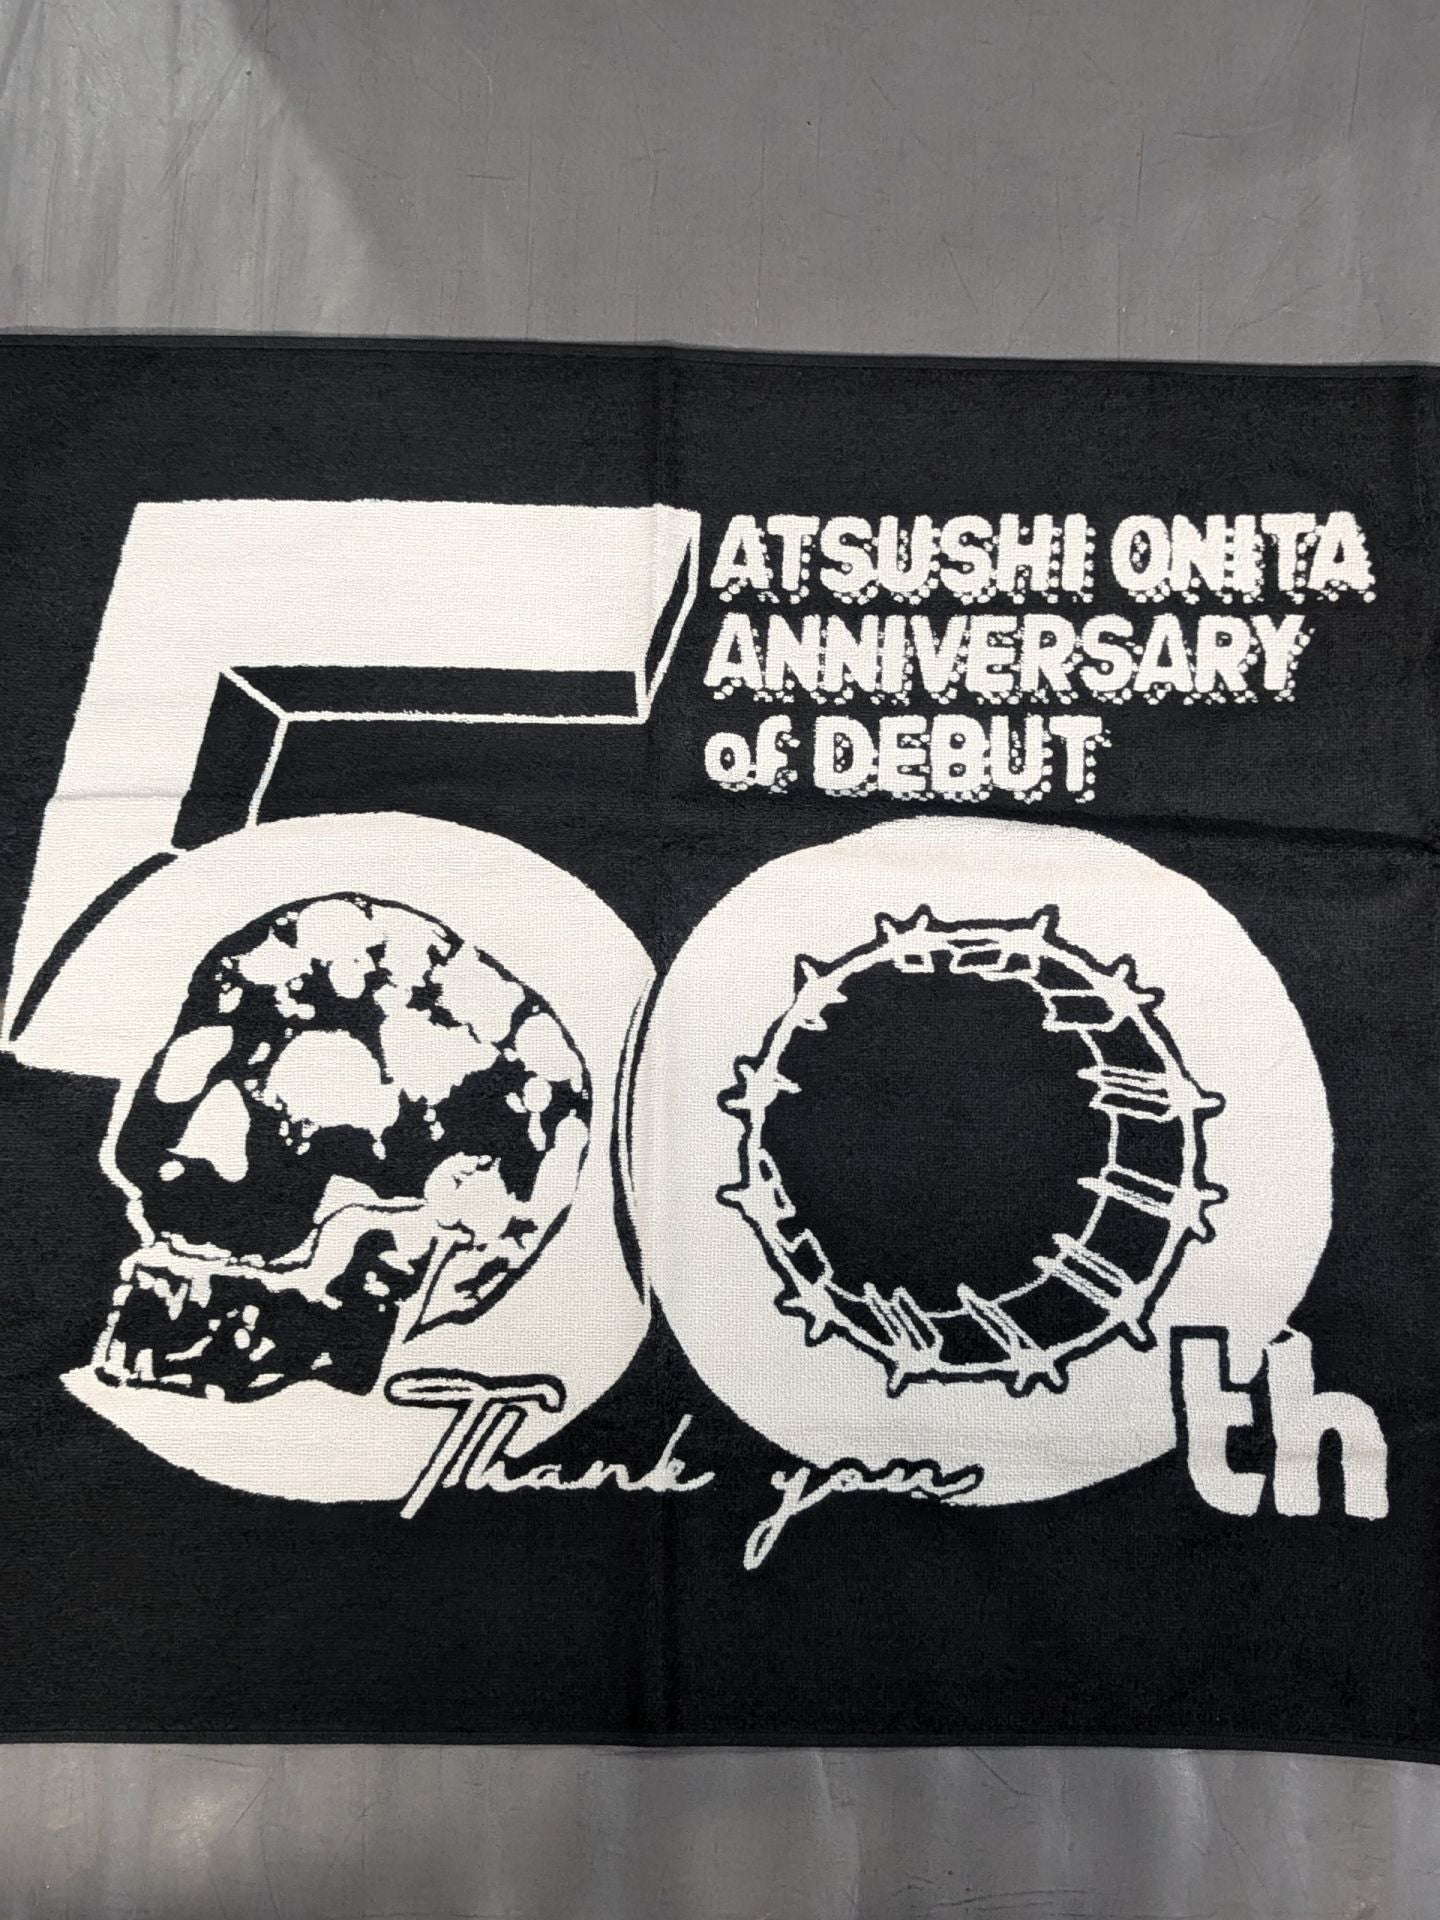 ATSUSHI ONITA
ANNIVERSARY
of DEBUT
50th
Thank you